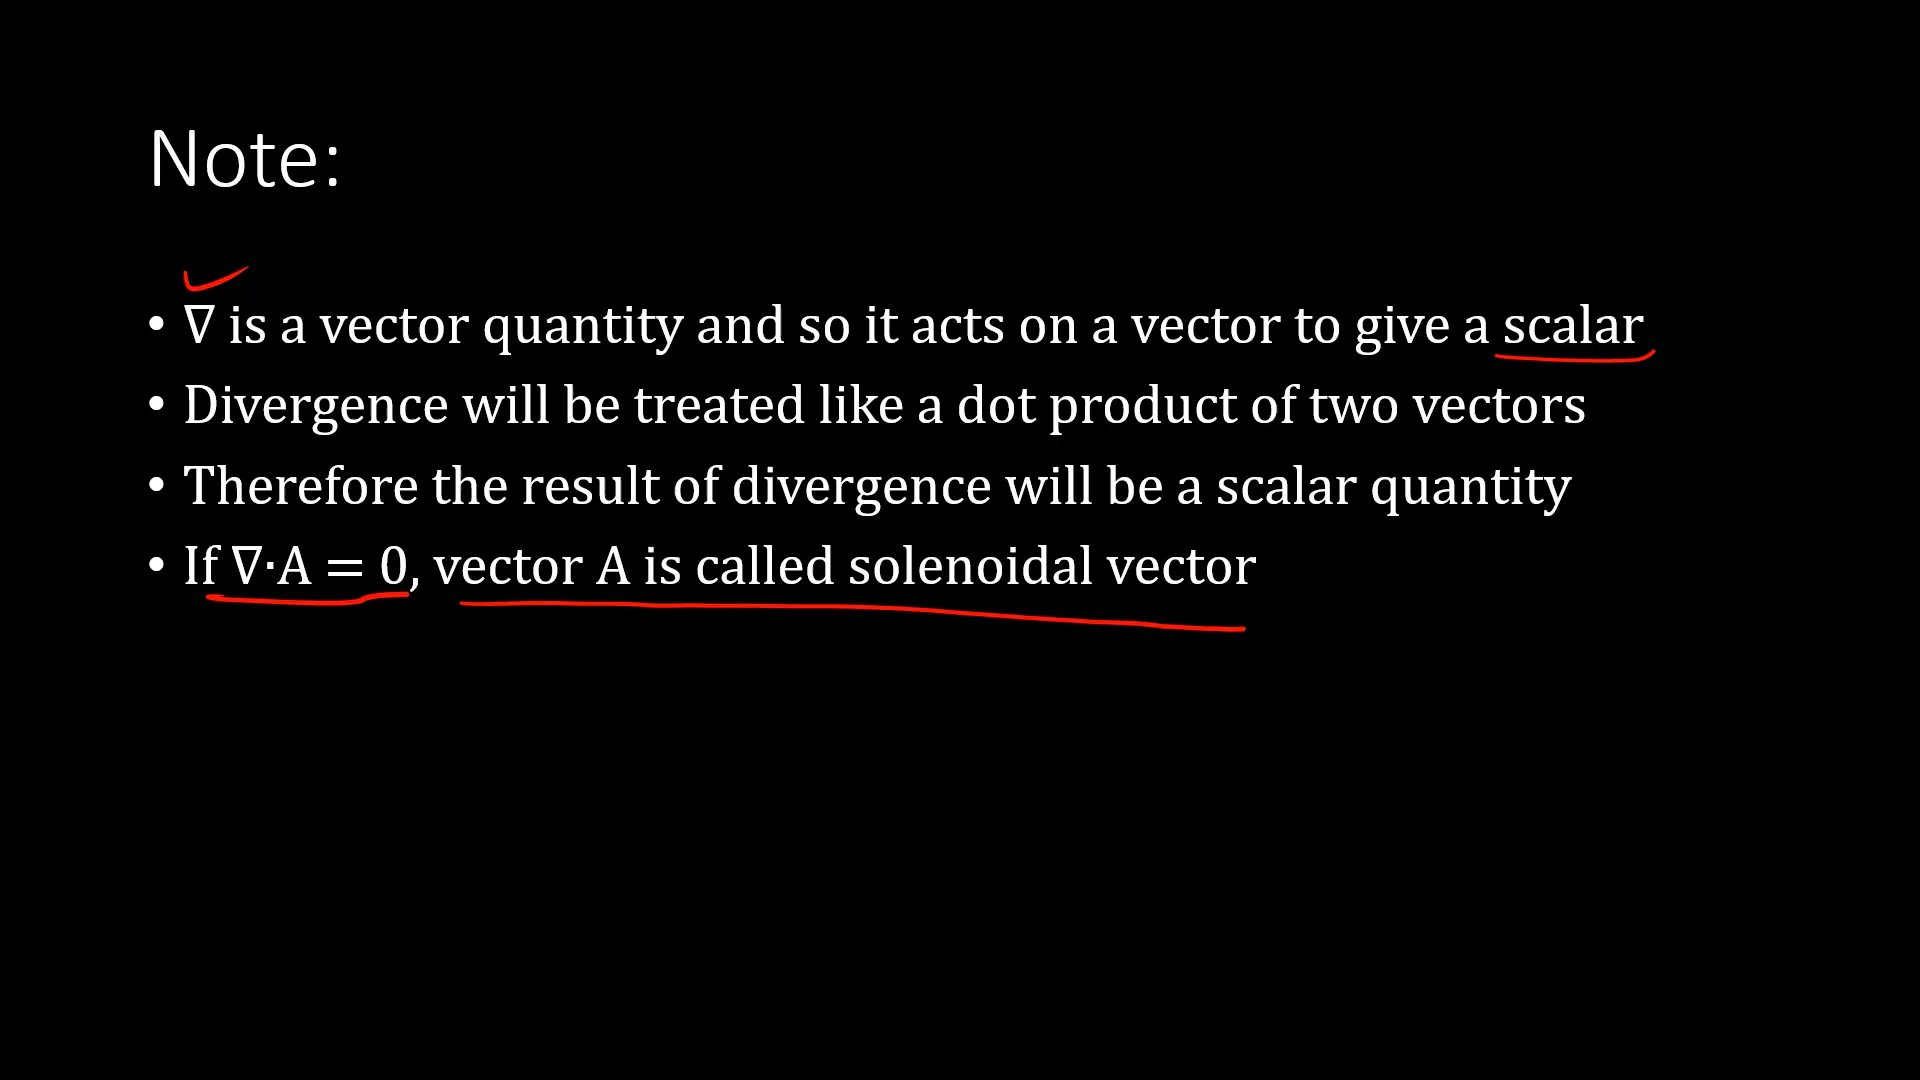 Note:
• ∇ is a vector quantity and so it acts on a vector to give a scalar
• Divergence will be treated like a dot product of two vectors
• Therefore the result of divergence will be a scalar quantity
• If ∇·A = 0, vector A is called solenoidal vector